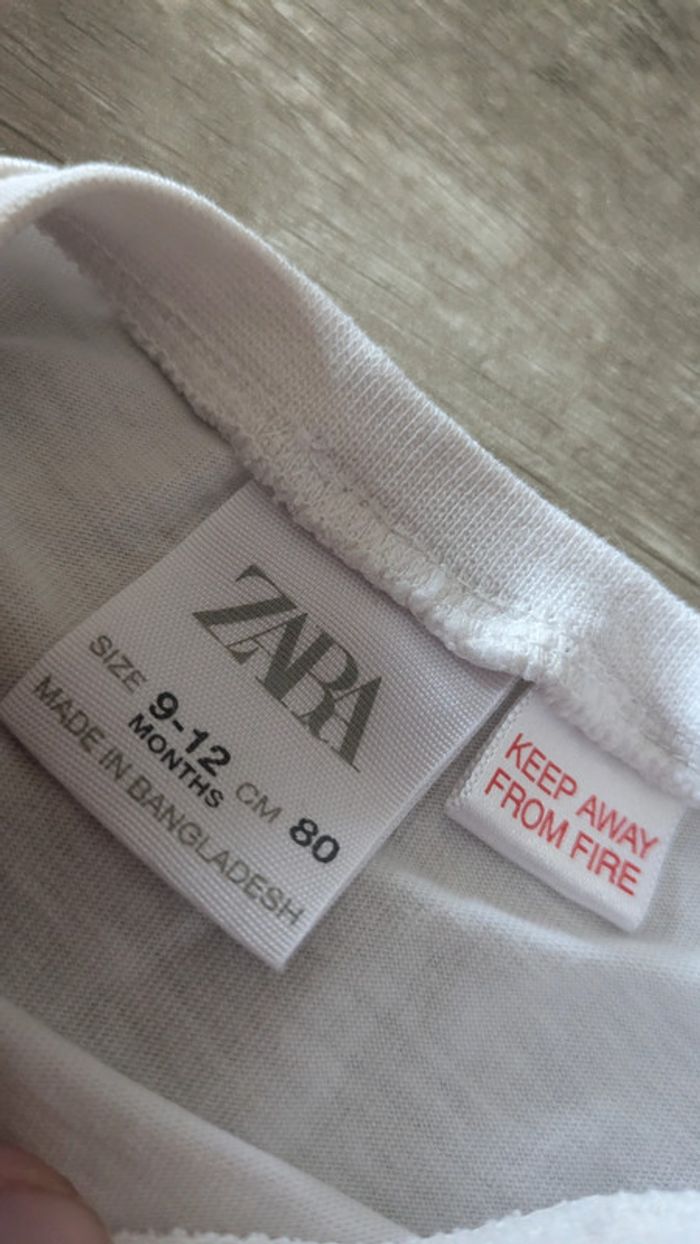 ZARA
SIZE 9-12 MONTHS CM 80
MADE IN BANGLADESH
KEEP AWAY
FROM FIRE